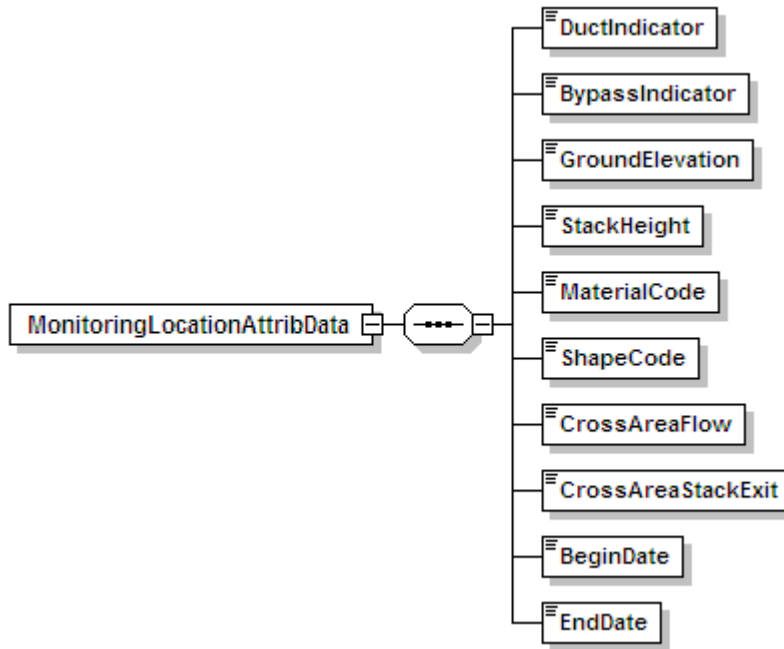 DuctIndicator
BypassIndicator
GroundElevation
StackHeight
MaterialCode
MonitoringLocationAttribData
ShapeCode
CrossAreaFlow
CrossAreaStackExit
BeginDate
EndDate